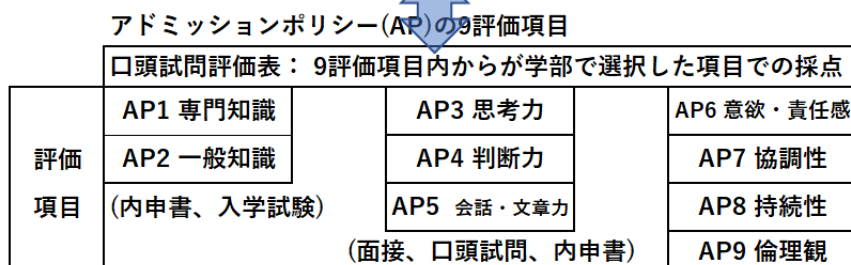 アドミッションポリシー(AP)の9評価項目
口頭試問評価表： 9評価項目内からが学部で選択した項目での採点
評価
項目
AP1 専門知識
AP2 一般知識
(内申書、入学試験)
AP3 思考力
AP4 判断力
AP5 会話・文章力
(面接、口頭試問、内申書)
AP6 意欲・責任感
AP7 協調性
AP8 持続性
AP9 倫理観